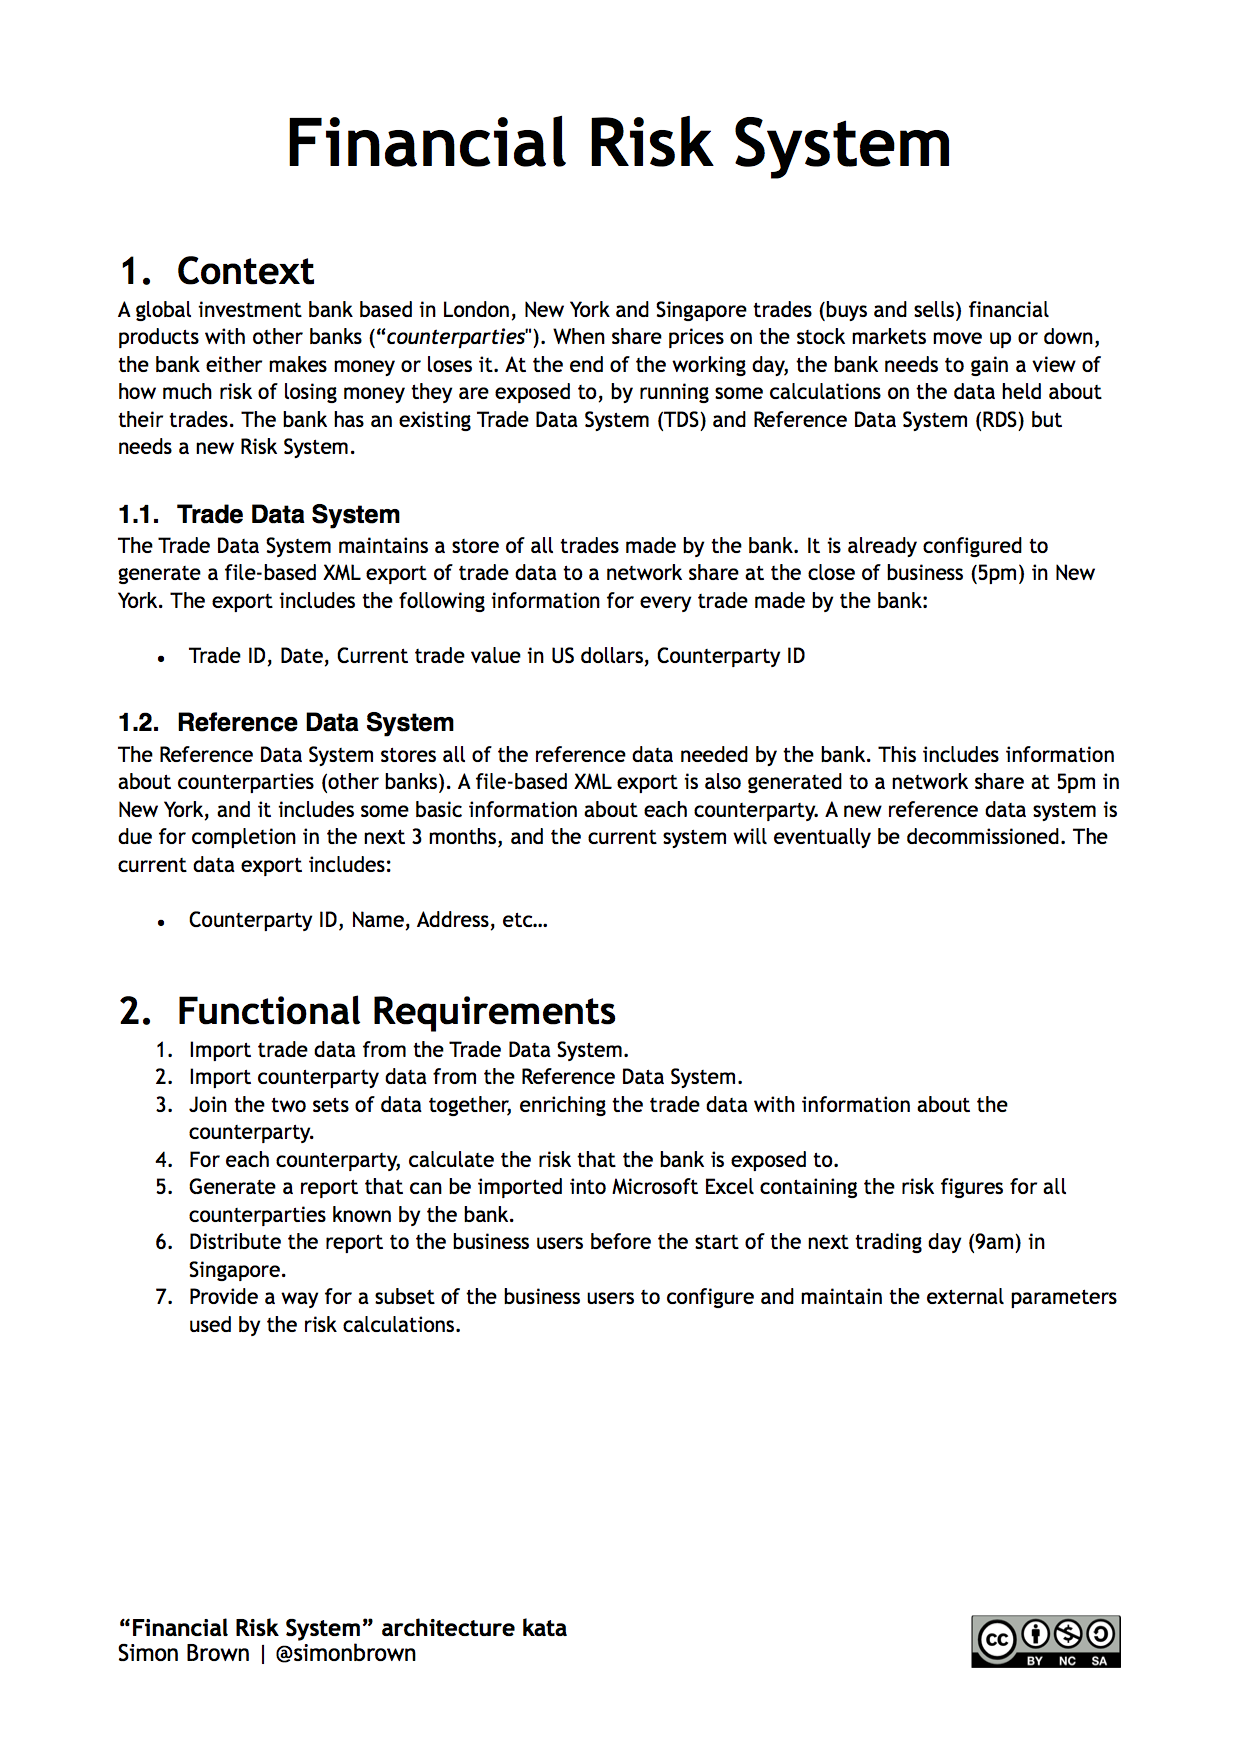 Financial Risk System
1. Context
A global investment bank based in London, New York and Singapore trades (buys and sells) financial
products with other banks (“counterparties"). When share prices on the stock markets move up or down,
the bank either makes money or loses it. At the end of the working day, the bank needs to gain a view of
how much risk of losing money they are exposed to, by running some calculations on the data held about
their trades. The bank has an existing Trade Data System (TDS) and Reference Data System (RDS) but
needs a new Risk System.
1.1. Trade Data System
The Trade Data System maintains a store of all trades made by the bank. It is already configured to
generate a file-based XML export of trade data to a network share at the close of business (5pm) in New
York. The export includes the following information for every trade made by the bank:
• Trade ID, Date, Current trade value in US dollars, Counterparty ID
1.2. Reference Data System
The Reference Data System stores all of the reference data needed by the bank. This includes information
about counterparties (other banks). A file-based XML export is also generated to a network share at 5pm in
New York, and it includes some basic information about each counterparty. A new reference data system is
due for completion in the next 3 months, and the current system will eventually be decommissioned. The
current data export includes:
• Counterparty ID, Name, Address, etc…
2. Functional Requirements
1. Import trade data from the Trade Data System.
2. Import counterparty data from the Reference Data System.
3. Join the two sets of data together, enriching the trade data with information about the
counterparty.
4. For each counterparty, calculate the risk that the bank is exposed to.
5. Generate a report that can be imported into Microsoft Excel containing the risk figures for all
counterparties known by the bank.
6. Distribute the report to the business users before the start of the next trading day (9am) in
Singapore.
7. Provide a way for a subset of the business users to configure and maintain the external parameters
used by the risk calculations.
“Financial Risk System” architecture kata
Simon Brown | @simonbrown
cc
BY NC SA